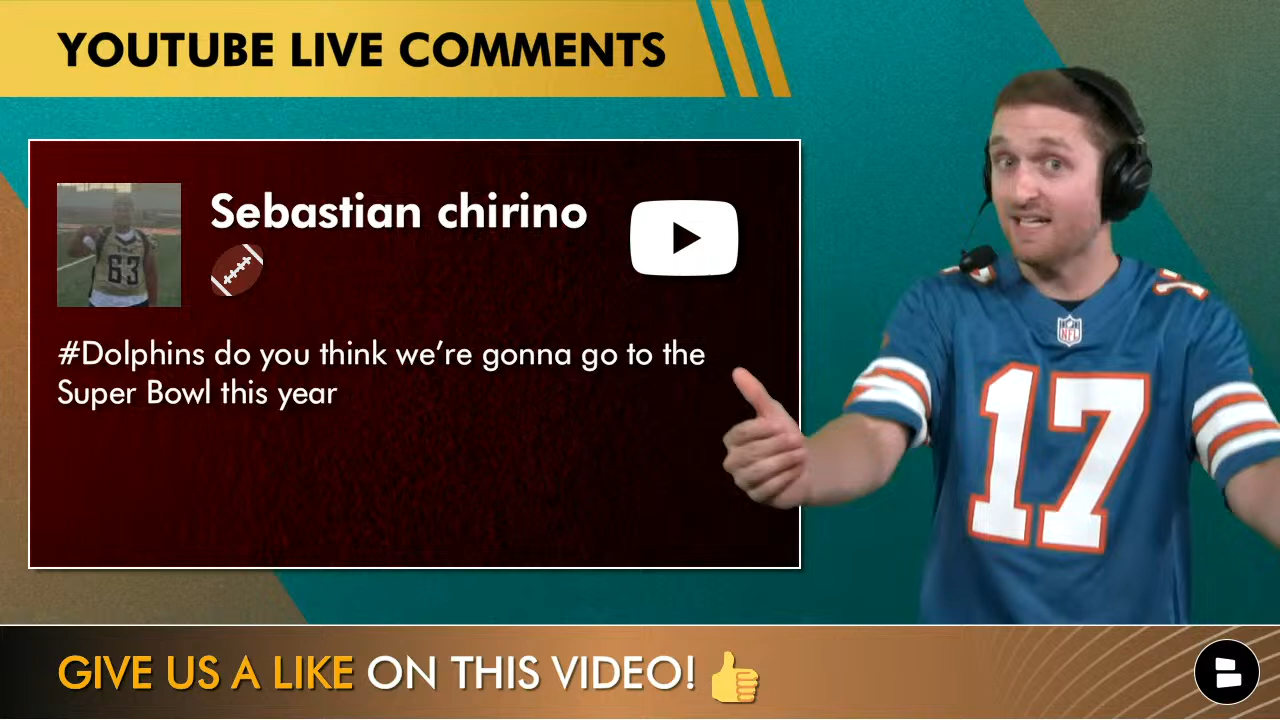 YOUTUBE LIVE COMMENTS
Sebastian chirino
63
#Dolphins do you think we're gonna go to the
Super Bowl this year
NFL
17
GIVE US A LIKE ON THIS VIDEO!